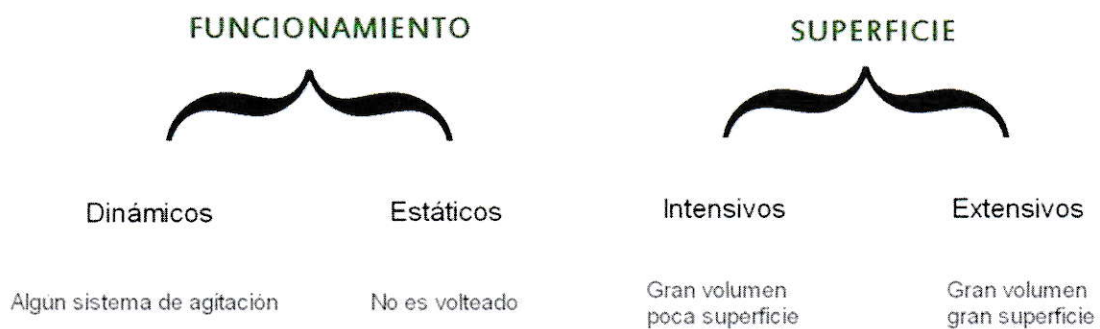 FUNCIONAMIENTO
SUPERFICIE
Dinámicos
Estáticos
Intensivos
Extensivos
Algún sistema de agitación
No es volteado
Gran volumen
poca superficie
Gran volumen
gran superficie